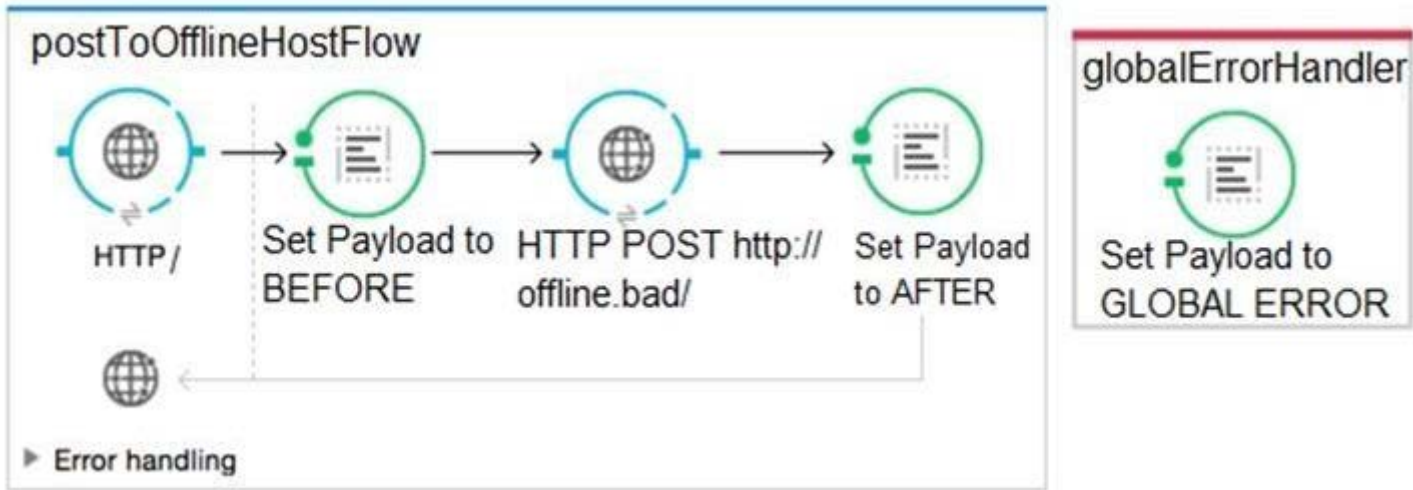 postToOfflineHostFlow
HTTP /
Set Payload to
BEFORE
HTTP POST http://
offline.bad/
Set Payload
to AFTER
Error handling
globalErrorHandler
Set Payload to
GLOBAL ERROR